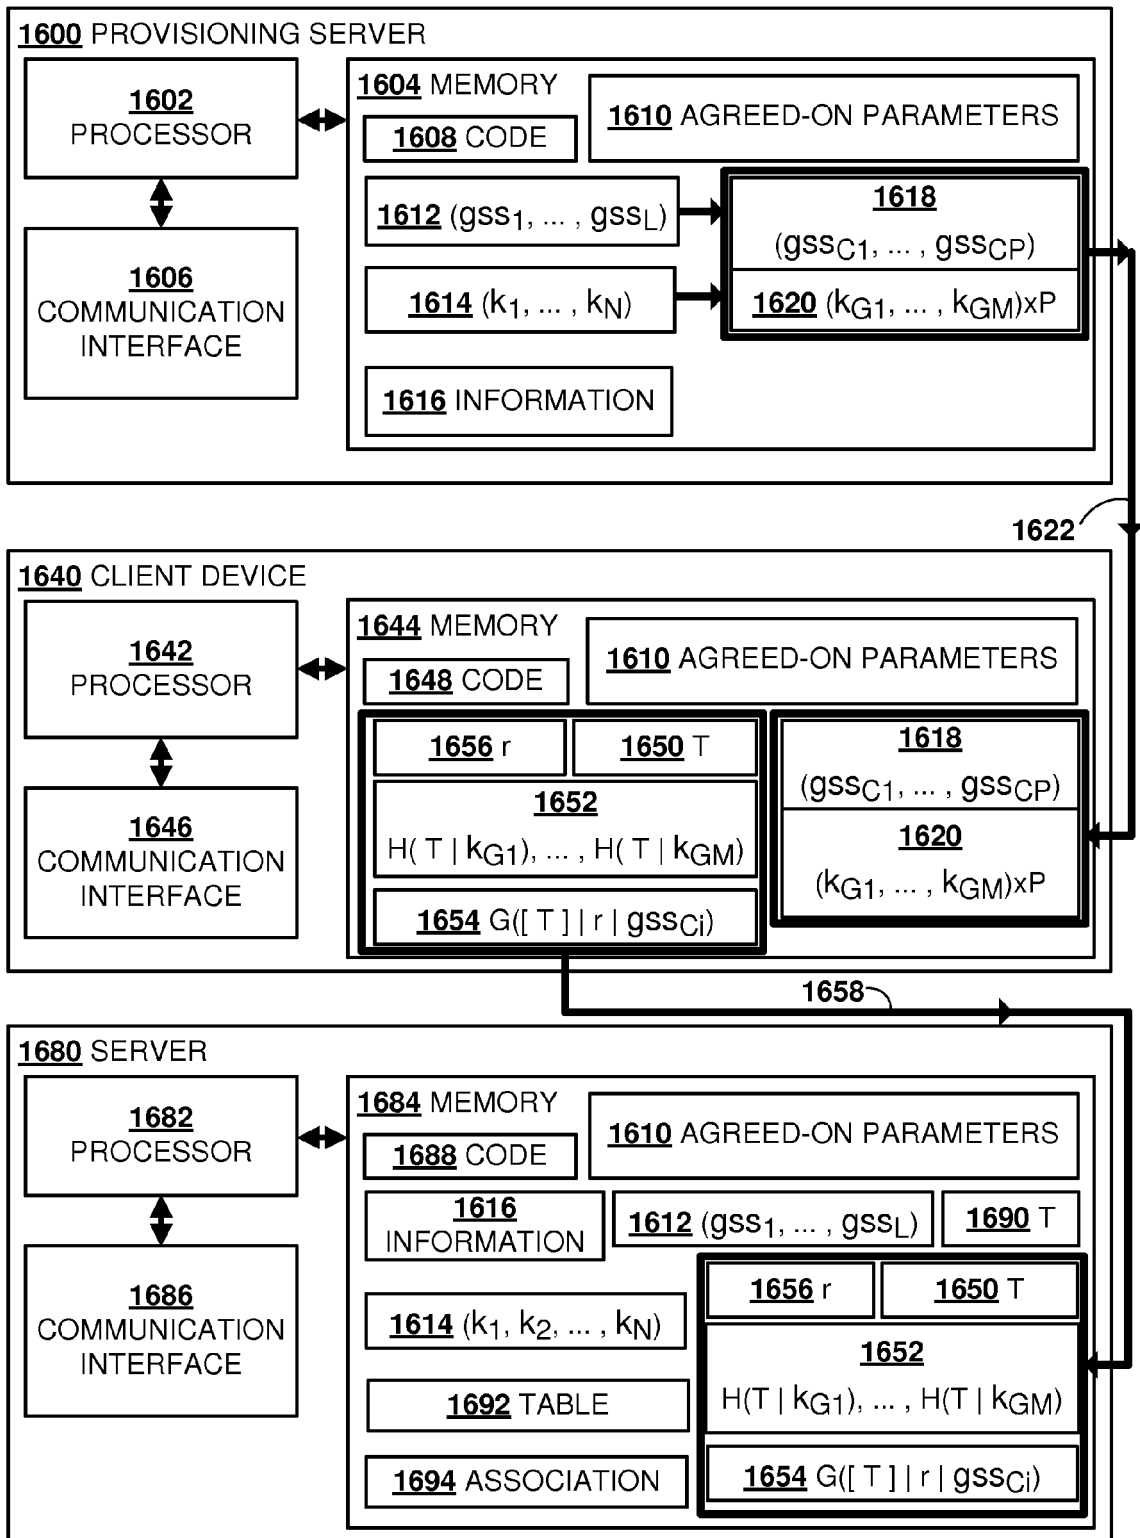 1600 PROVISIONING SERVER
1602
PROCESSOR
1606
COMMUNICATION
INTERFACE
1604 MEMORY
1608 CODE
1610 AGREED-ON PARAMETERS
1612 (gss1, ... , gssL)
1614 (k1, ... , kN)
1616 INFORMATION
1618
(gssC1, ... , gssCP)
1620 (kG1, ... , kGM)xP
1622
1640 CLIENT DEVICE
1642
PROCESSOR
1646
COMMUNICATION
INTERFACE
1644 MEMORY
1648 CODE
1610 AGREED-ON PARAMETERS
1656 r
1650 T
1652
H( T | kG1), ... , H( T | kGM)
1654 G([ T ] | r | gssCi)
1618
(gssC1, ... , gssCP)
1620
(kG1, ... , kGM)xP
1658
1680 SERVER
1682
PROCESSOR
1686
COMMUNICATION
INTERFACE
1684 MEMORY
1688 CODE
1610 AGREED-ON PARAMETERS
1616
INFORMATION
1612 (gss1, ... , gssL)
1690 T
1614 (k1, k2, ... , kN)
1692 TABLE
1694 ASSOCIATION
1656 r
1650 T
1652
H(T | kG1), ... , H(T | kGM)
1654 G([ T ] | r | gssCi)